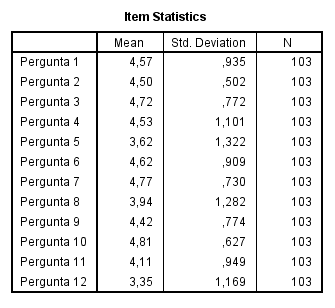 Item Statistics
Mean Std. Deviation N
Pergunta 1 4,57 ,935 103
Pergunta 2 4,50 ,502 103
Pergunta 3 4,72 ,772 103
Pergunta 4 4,53 1,101 103
Pergunta 5 3,62 1,322 103
Pergunta 6 4,62 ,909 103
Pergunta 7 4,77 ,730 103
Pergunta 8 3,94 1,282 103
Pergunta 9 4,42 ,774 103
Pergunta 10 4,81 ,627 103
Pergunta 11 4,11 ,949 103
Pergunta 12 3,35 1,169 103